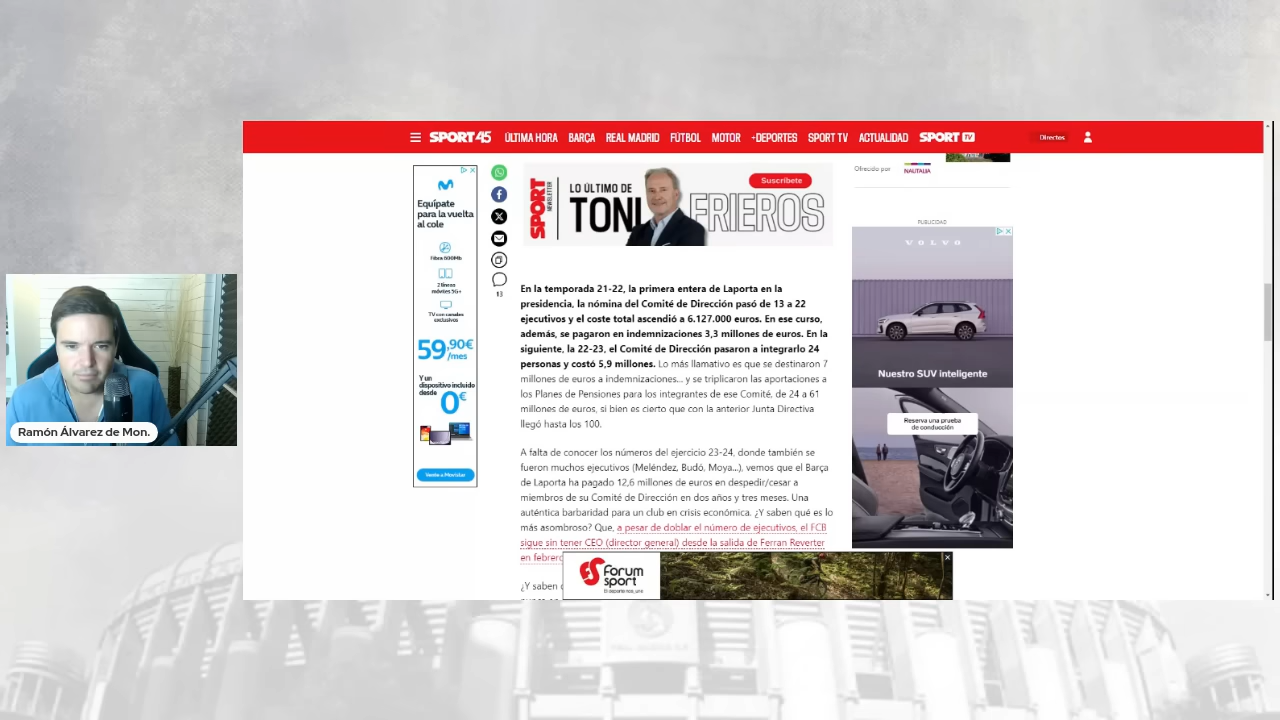 SPORT 45 ÚLTIMA HORA BARÇA REAL MADRID FÚTBOL MOTOR +DEPORTES SPORT TV ACTUALIDAD SPORT TV Directos
Equípate
para la vuelta
al cole
fibra 600Mb
2 líneas
móviles 5G+
TV con canales
exclusivos
59,90€
/mes
Y un
dispositivo incluido
desde
0€
Vente a Movistar
13
SPORT
NEWSLETTER
LO ÚLTIMO DE
TONI FRIEROS
Suscríbete
En la temporada 21-22, la primera entera de Laporta en la
presidencia, la nómina del Comité de Dirección pasó de 13 a 22
ejecutivos y el coste total ascendió a 6.127.000 euros. En ese curso,
además, se pagaron en indemnizaciones 3,3 millones de euros. En la
siguiente, la 22-23, el Comité de Dirección pasaron a integrarlo 24
personas y costó 5,9 millones. Lo más llamativo es que se destinaron 7
millones de euros a indemnizaciones... y se triplicaron las aportaciones a
los Planes de Pensiones para los integrantes de ese Comité, de 24 a 61
millones de euros, si bien es cierto que con la anterior Junta Directiva
llegó hasta los 100.
A falta de conocer los números del ejercicio 23-24, donde también se
fueron muchos ejecutivos (Meléndez, Budó, Moya...), vemos que el Barça
de Laporta ha pagado 12,6 millones de euros en despedir/cesar a
miembros de su Comité de Dirección en dos años y tres meses. Una
auténtica barbaridad para un club en crisis económica. ¿Y saben qué es lo
más asombroso? Que, a pesar de doblar el número de ejecutivos, el FCB
sigue sin tener CEO (director general) desde la salida de Ferran Reverter
en febrero
¿Y saben
Ofrecido por NAUTALIA
PUBLICIDAD
VOLVO
Nuestro SUV inteligente
Reserva una prueba
de conducción
forum
sport
Ramón Álvarez de Mon.